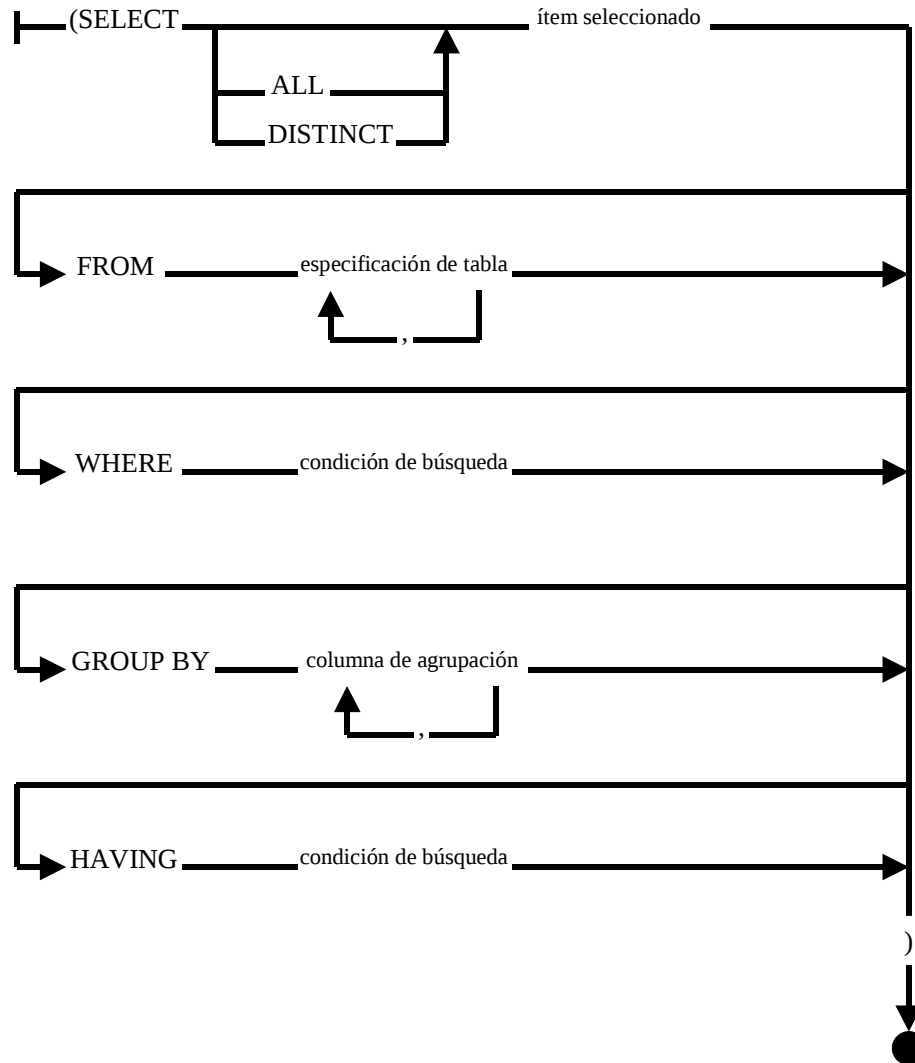 (SELECT ítem seleccionado
ALL
DISTINCT
FROM especificación de tabla
,
WHERE condición de búsqueda
GROUP BY columna de agrupación
,
HAVING condición de búsqueda
)